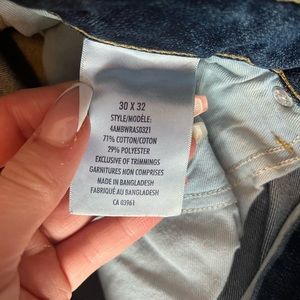 30 X 32
STYLE/MODÈLE:
4AMBWRAS0321
71% COTTON/COTON
29% POLYESTER
EXCLUSIVE OF TRIMMINGS
GARNITURES NON COMPRISES
MADE IN BANGLADESH
FABRIQUÉ AU BANGLADESH
CA 03961